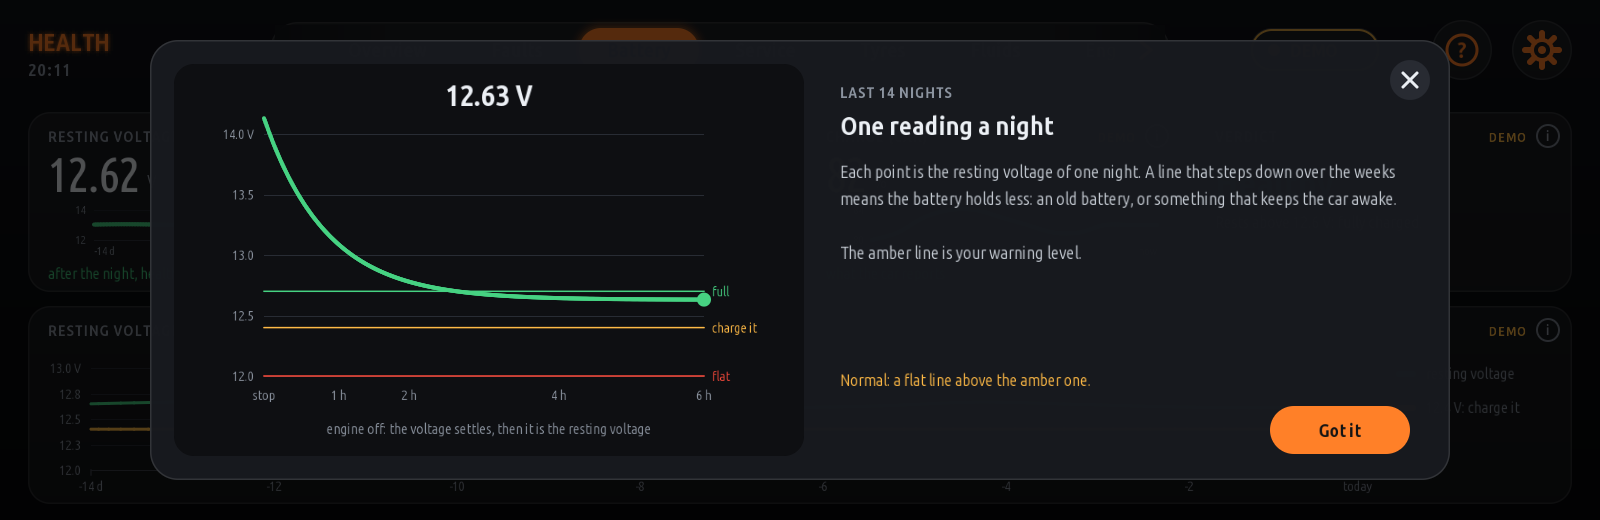 HEALTH
20:11
?
RESTING VOLT
DEMO
i
12.62
14
12
-14 d
after the night, h
RESTING VOLT
DEMO
i
13.0 V
12.8
12.5
12.3
12.0
-14 d
-12
-10
-8
-6
-4
-2
today
ing voltage
V: charge it
12.63 V
14.0 V
13.5
13.0
12.5
12.0
full
charge it
flat
stop
1 h
2 h
4 h
6 h
engine off: the voltage settles, then it is the resting voltage
LAST 14 NIGHTS
One reading a night
Each point is the resting voltage of one night. A line that steps down over the weeks
means the battery holds less: an old battery, or something that keeps the car awake.
The amber line is your warning level.
Normal: a flat line above the amber one.
Got it